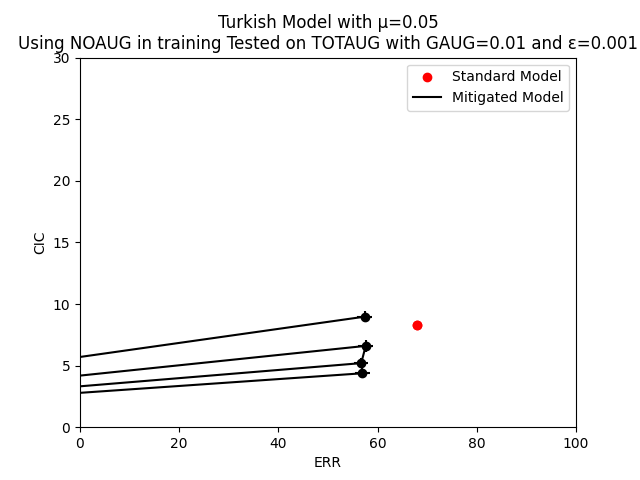 Turkish Model with μ=0.05
Using NOAUG in training Tested on TOTAUG with GAUG=0.01 and ε=0.001
Standard Model
Mitigated Model
30
25
20
15
10
5
0
CIC
0 20 40 60 80 100
ERR